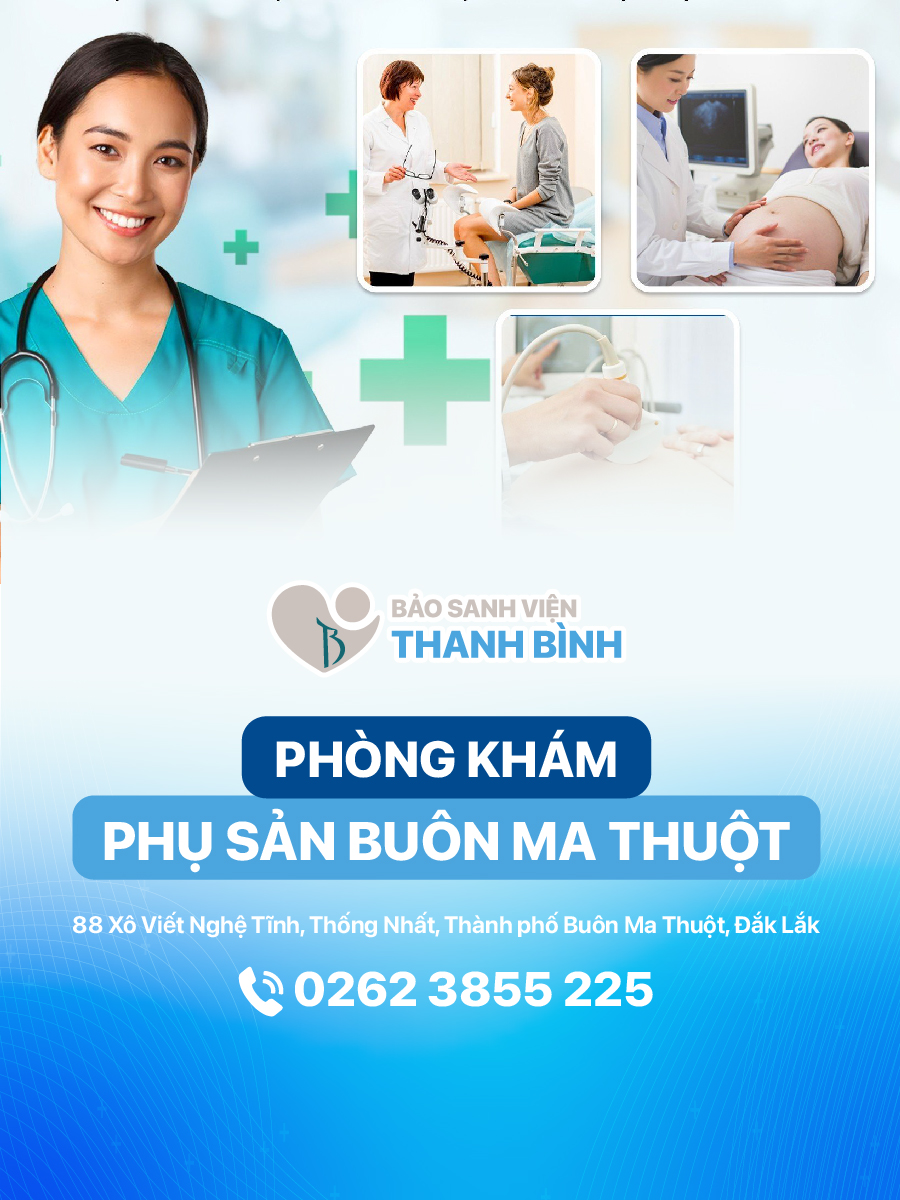 BẢO SANH VIỆN
THANH BÌNH
PHÒNG KHÁM
PHỤ SẢN BUÔN MA THUỘT
88 Xô Viết Nghệ Tĩnh, Thống Nhất, Thành phố Buôn Ma Thuột, Đắk Lắk
0262 3855 225